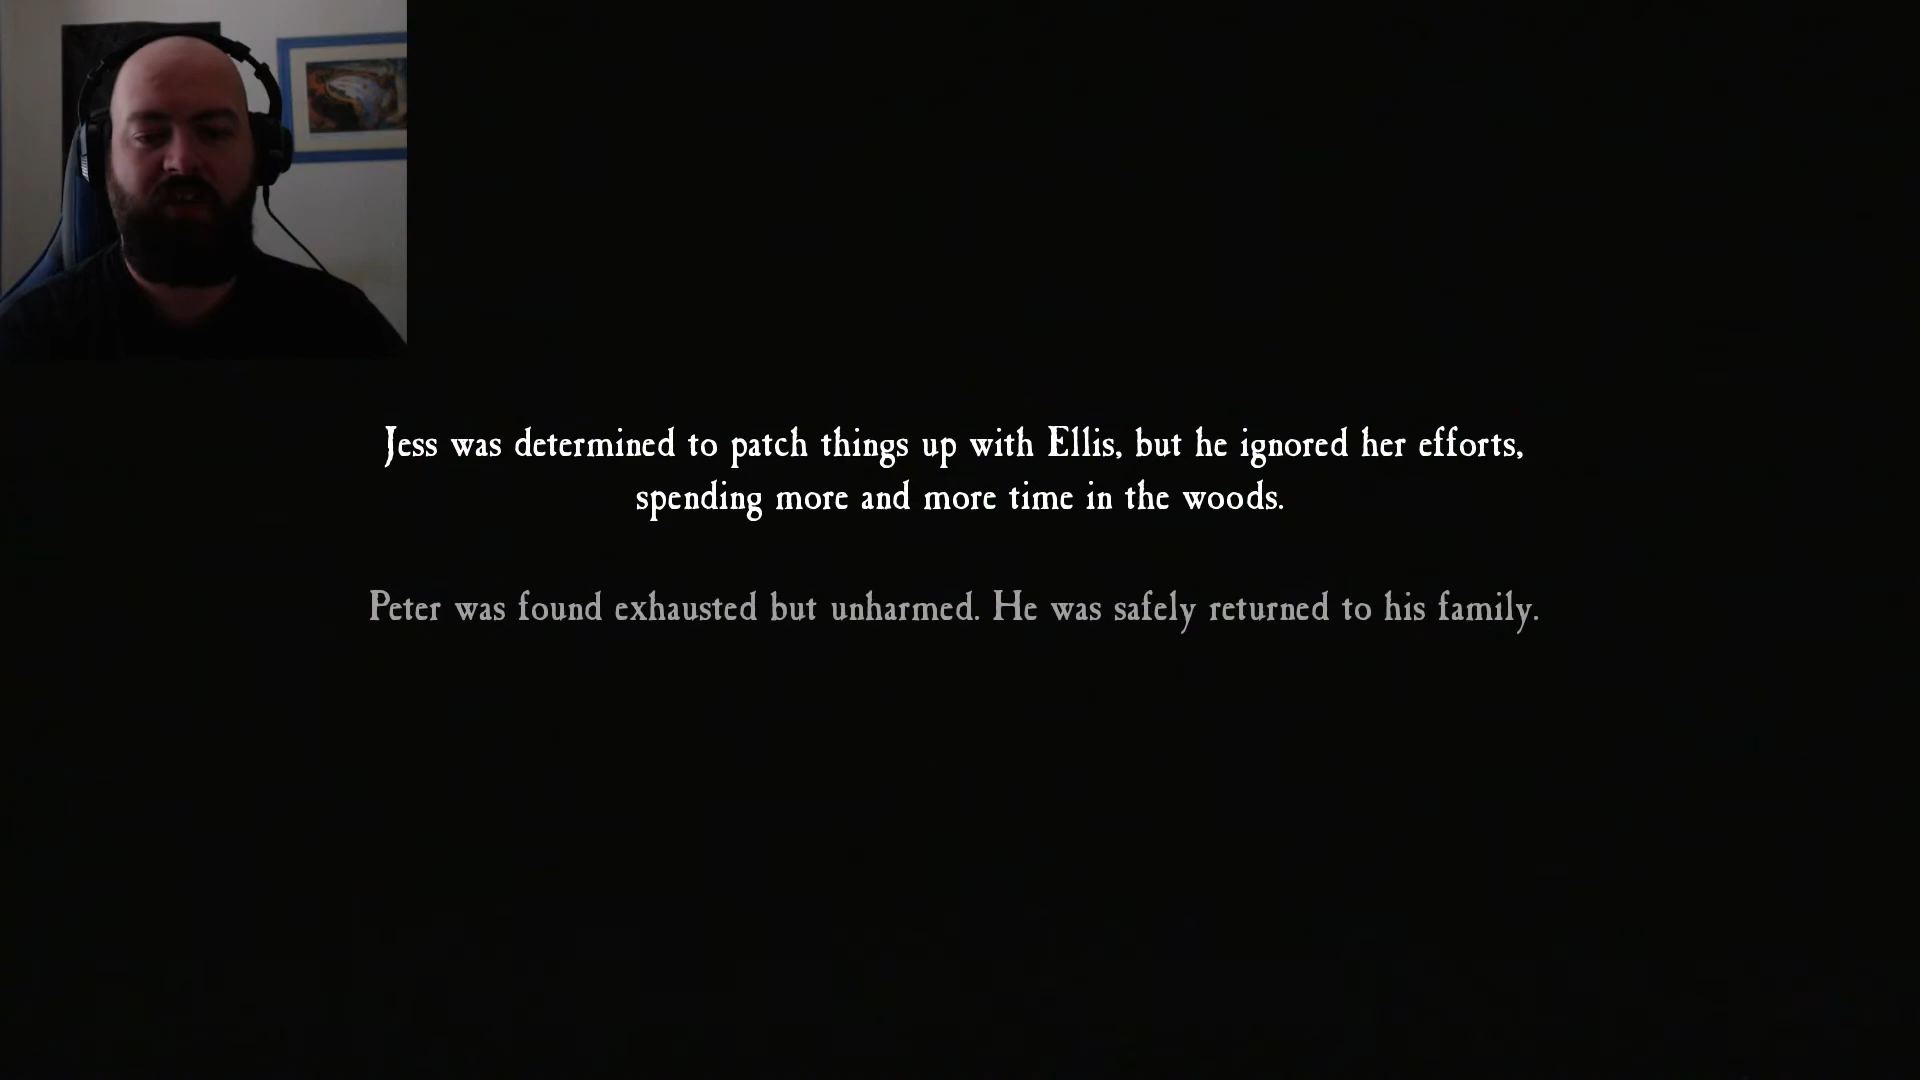 Jess was determined to patch things up with Ellis, but he ignored her efforts,
spending more and more time in the woods.
Peter was found exhausted but unharmed. He was safely returned to his family.